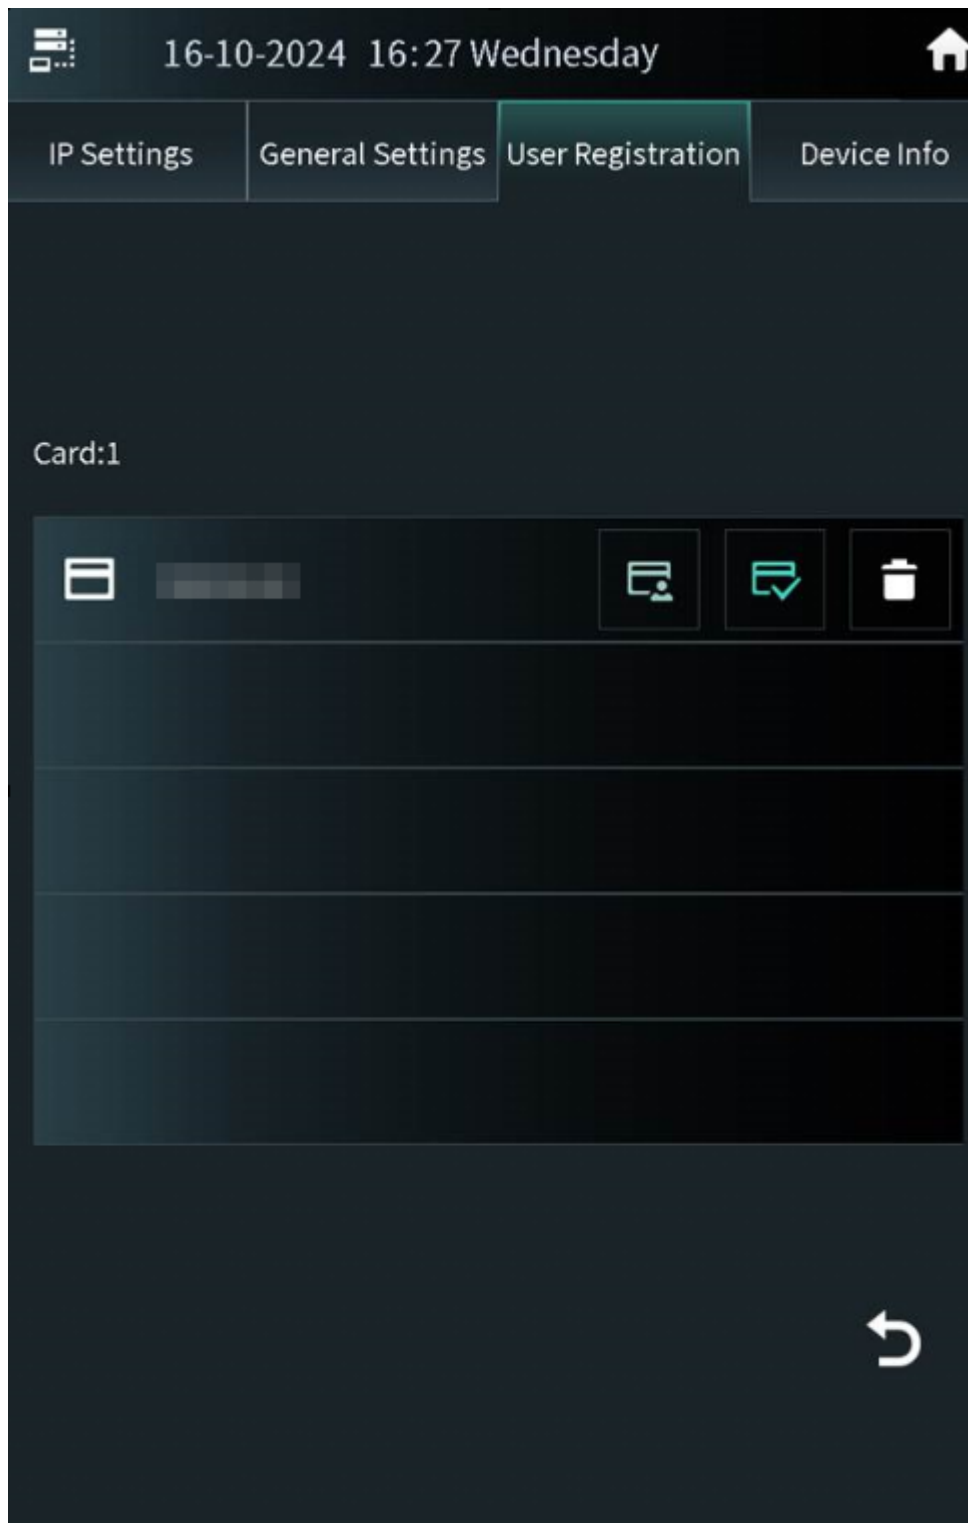 16-10-2024 16:27 Wednesday
IP Settings General Settings User Registration Device Info
Card:1